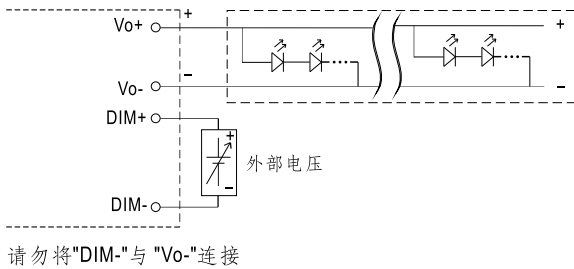 Vo+
+
+
Vo-
−
−
DIM+
+
外部电压
−
DIM-
请勿将"DIM-"与 "Vo-"连接